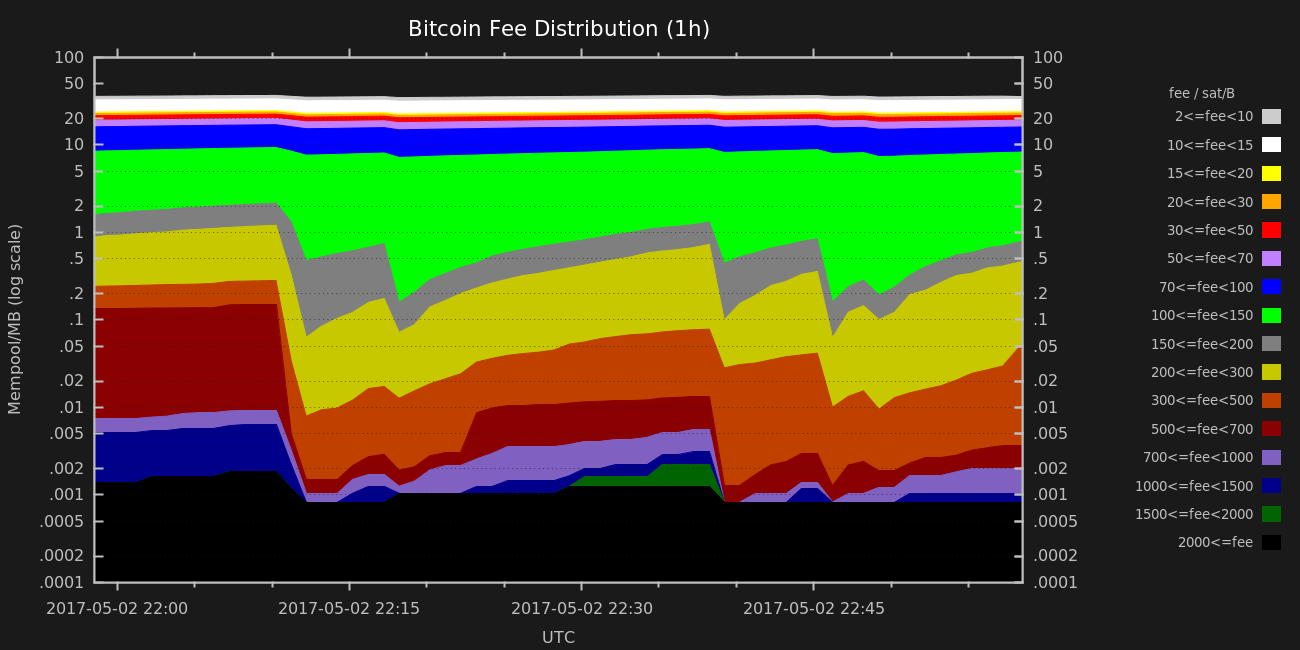 Bitcoin Fee Distribution (1h)
100 100
50 50
20 20
10 10
5 5
2 2
1 1
.5 .5
.2 .2
.1 .1
.05 .05
.02 .02
.01 .01
.005 .005
.002 .002
.001 .001
.0005 .0005
.0002 .0002
.0001 .0001
Mempool/MB (log scale)
2017-05-02 22:00 2017-05-02 22:15 2017-05-02 22:30 2017-05-02 22:45
UTC
fee / sat/B
2<=fee<10
10<=fee<15
15<=fee<20
20<=fee<30
30<=fee<50
50<=fee<70
70<=fee<100
100<=fee<150
150<=fee<200
200<=fee<300
300<=fee<500
500<=fee<700
700<=fee<1000
1000<=fee<1500
1500<=fee<2000
2000<=fee